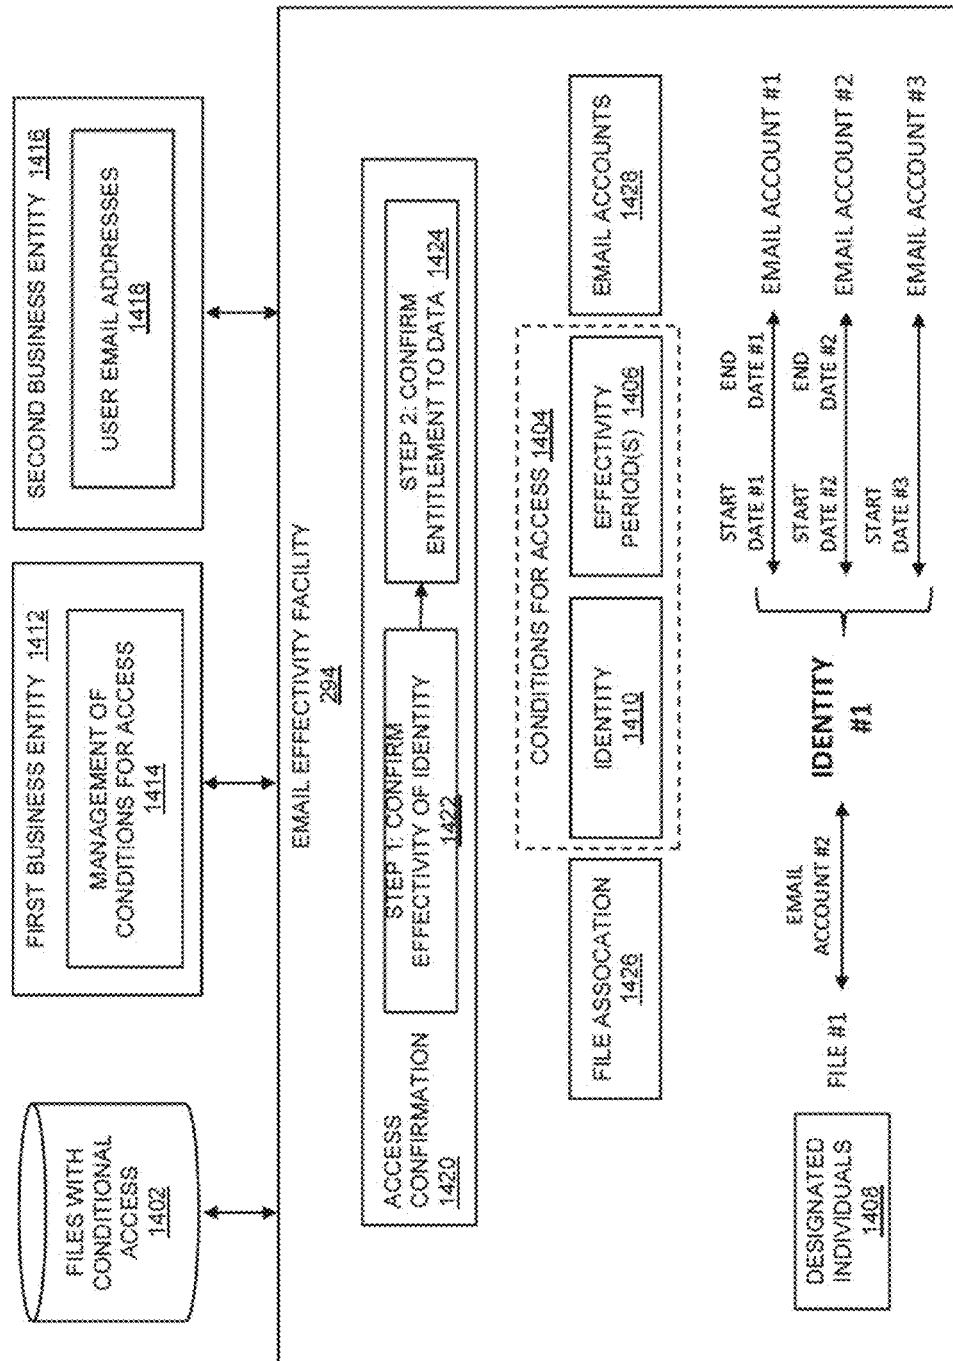 FILES WITH
CONDITIONAL
ACCESS
1402
FIRST BUSINESS ENTITY 1412
MANAGEMENT OF
CONDITIONS FOR ACCESS
1414
SECOND BUSINESS ENTITY 1416
USER EMAIL ADDRESSES
1418
EMAIL EFFECTIVITY FACILITY
294
ACCESS
CONFIRMATION
1420
STEP 1: CONFIRM
EFFECTIVITY OF IDENTITY
1422
STEP 2: CONFIRM
ENTITLEMENT TO DATA 1424
CONDITIONS FOR ACCESS 1404
FILE ASSOCATION
1426
IDENTITY
1410
EFFECTIVITY
PERIOD(S) 1406
EMAIL ACCOUNTS
1428
DESIGNATED
INDIVIDUALS
1408
FILE #1
EMAIL
ACCOUNT #2
IDENTITY
#1
START
DATE #1
END
DATE #1
EMAIL ACCOUNT #1
START
DATE #2
END
DATE #2
EMAIL ACCOUNT #2
START
DATE #3
EMAIL ACCOUNT #3